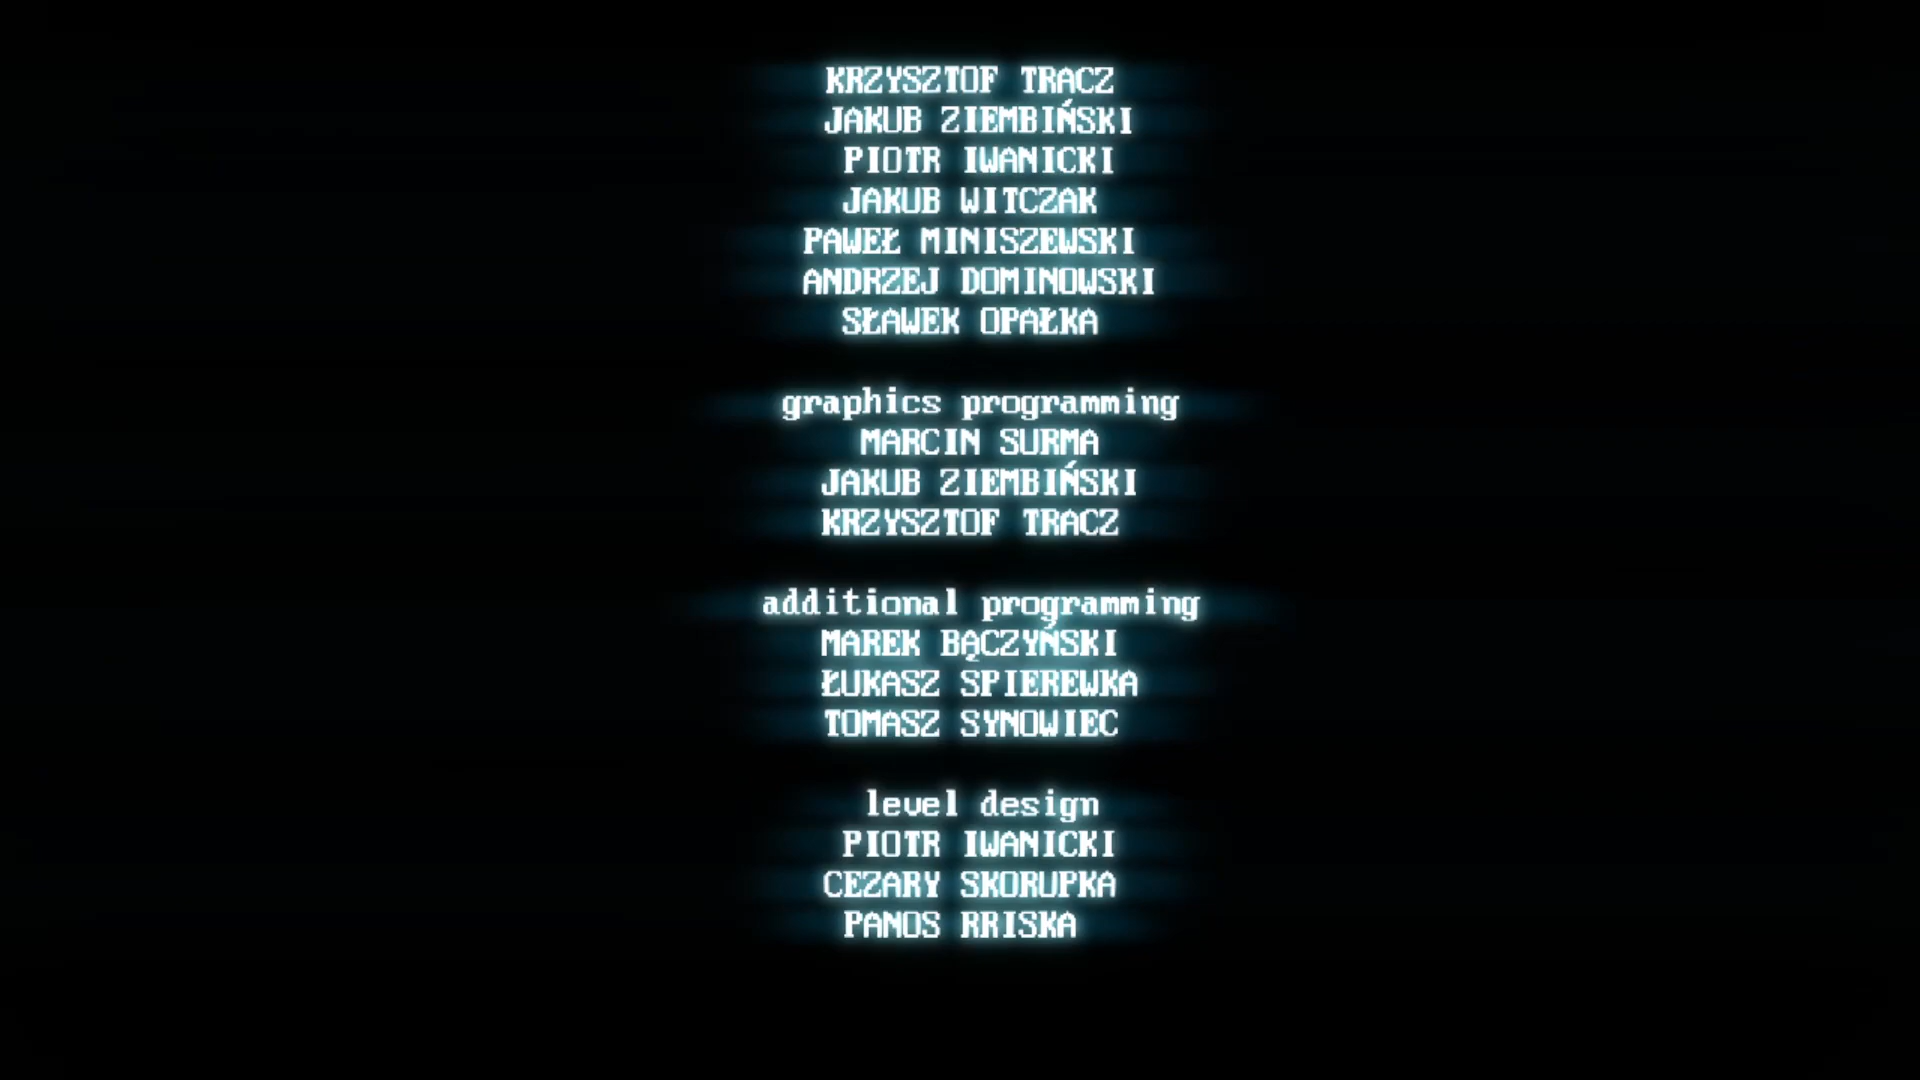 KRZYSZTOF TRACZ
JAKUB ZIEMBIŃSKI
PIOTR IWANICKI
JAKUB WITCZAK
PAWEŁ MINISZEWSKI
ANDRZEJ DOMINOWSKI
SŁAWEK OPAŁKA
graphics programming
MARCIN SURMA
JAKUB ZIEMBIŃSKI
KRZYSZTOF TRACZ
additional programming
MAREK BĄCZYŃSKI
ŁUKASZ SPIEREWKA
TOMASZ SYNOWIEC
level design
PIOTR IWANICKI
CEZARY SKORUPKA
PANOS RRISKA